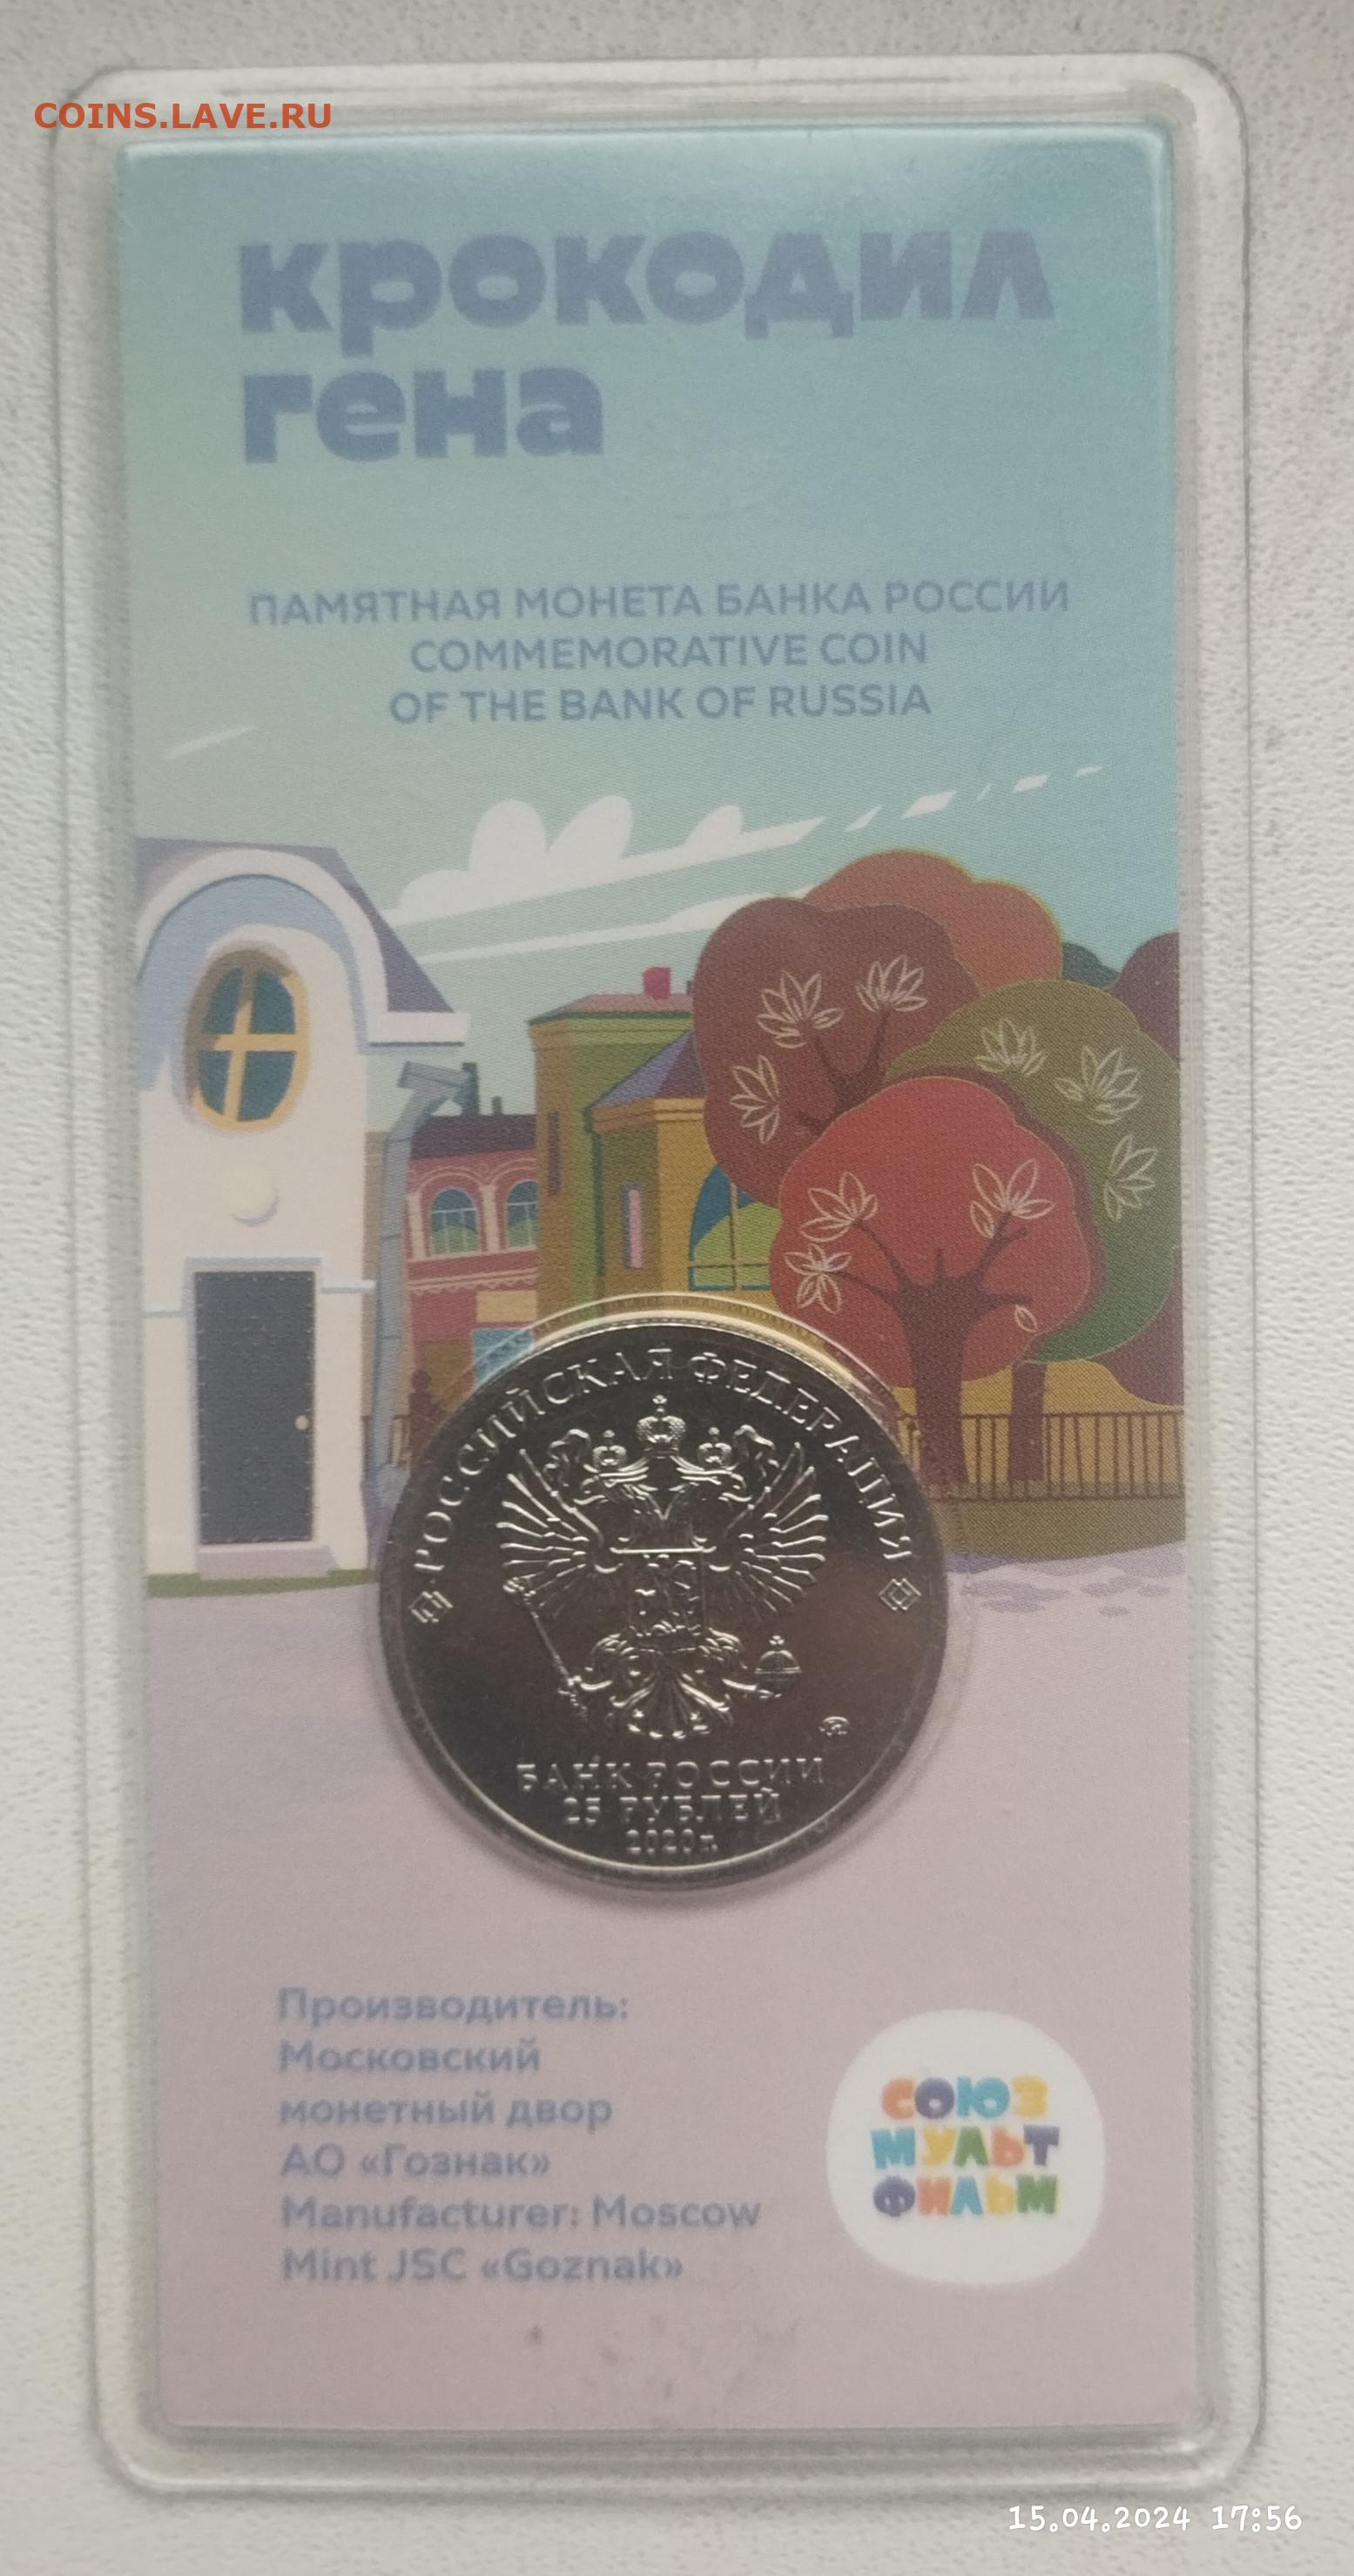 COINS.LAVE.RU
крокодил
гена
ПАМЯТНАЯ МОНЕТА БАНКА РОССИИ
COMMEMORATIVE COIN
OF THE BANK OF RUSSIA
РОССИЙСКАЯ ФЕДЕРАЦИЯ
БАНК РОССИИ
25 РУБЛЕЙ
2020 г.
Производитель:
Московский
монетный двор
АО «Гознак»
Manufacturer: Moscow
Mint JSC «Goznak»
СОЮЗ
МУЛЬТ
ФИЛЬМ
15.04.2024 17:56